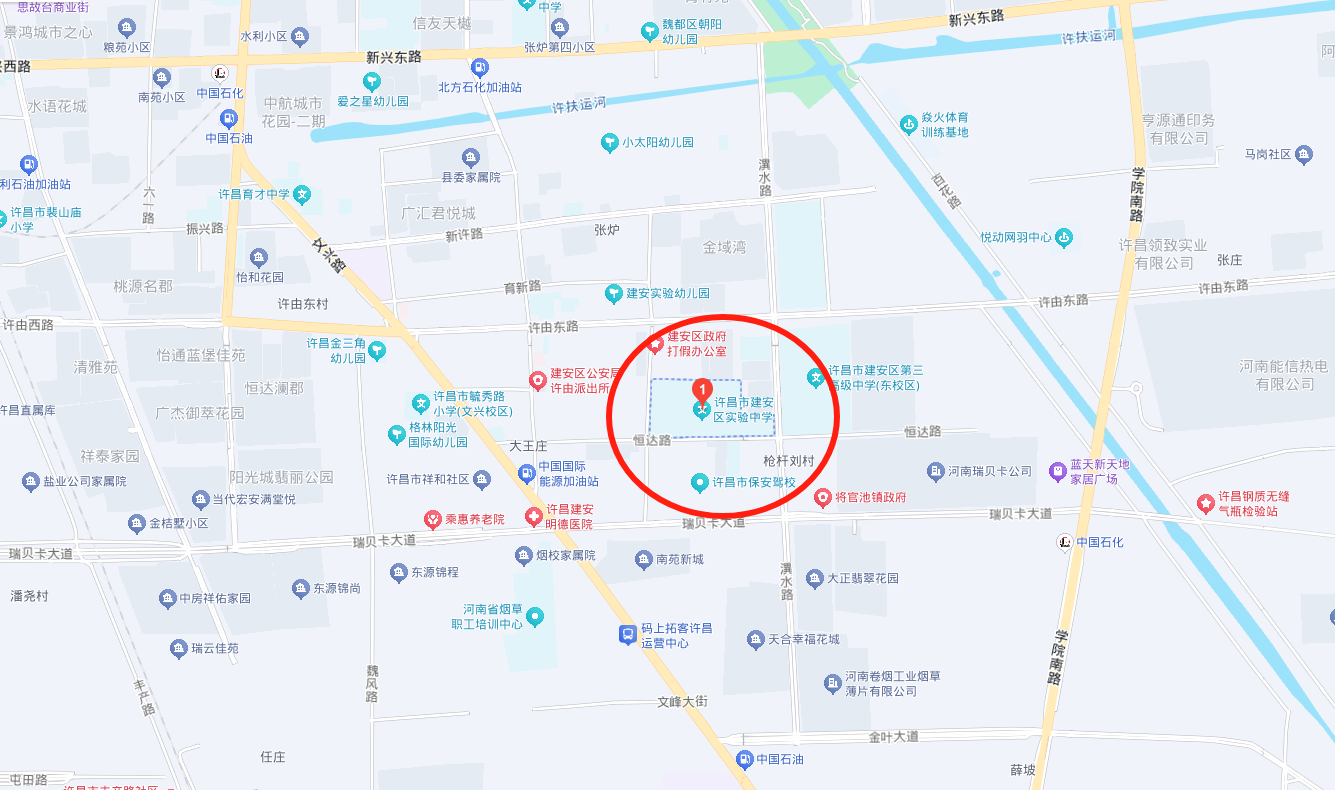 思故台商业街
中学
景鸿城市之心
粮苑小区
水利小区
信友天樾
张炉第四小区
魏都区朝阳
幼儿园
新兴东路
许扶运河
新兴东路
兴西路
南苑小区
中国石化
爱之星幼儿园
北方石化加油站
水语花城
中航城市
花园-二期
许扶运河
中国石油
小太阳幼儿园
焱火体育
训练基地
亨源通印务
有限公司
马岗社区
利石油加油站
县委家属院
潩水路
百花路
学院南路
六一路
许昌育才中学
许昌市裴山庙
小学
振兴路
文兴路
广汇君悦城
新许路
张炉
金域湾
悦动网羽中心
许昌领致实业
有限公司
张庄
怡和花园
桃源名郡
许由东村
育新路
建安实验幼儿园
许由东路
许由东路
许由西路
许由东路
许昌金三角
幼儿园
怡通蓝堡佳苑
清雅苑
建安区政府
打假办公室
建安区公安局
许由派出所
许昌市建安区第三
高级中学(东校区)
河南能信热电
有限公司
恒达澜郡
许昌市毓秀路
小学(文兴校区)
1
许昌市建安
区实验中学
许昌直属库
广杰御萃花园
格林阳光
国际幼儿园
大王庄
恒达路
恒达路
祥泰家园
枪杆刘村
阳光城翡丽公园
许昌市祥和社区
中国国际
能源加油站
许昌市保安驾校
河南瑞贝卡公司
蓝天新天地
家居广场
盐业公司家属院
当代宏安满堂悦
将官池镇政府
许昌钢质无缝
气瓶检验站
金桔墅小区
乘惠养老院
许昌建安
明德医院
瑞贝卡大道
瑞贝卡大道
瑞贝卡大道
瑞贝卡大道
中国石化
烟校家属院
南苑新城
东源锦程
潩水路
大正翡翠花园
潘尧村
中房祥佑家园
东源锦尚
河南省烟草
职工培训中心
码上拓客许昌
运营中心
天合幸福花城
瑞云佳苑
学院南路
丰产路
魏风路
河南卷烟工业烟草
薄片有限公司
文峰大街
金叶大道
任庄
中国石油
薛坡
屯田路